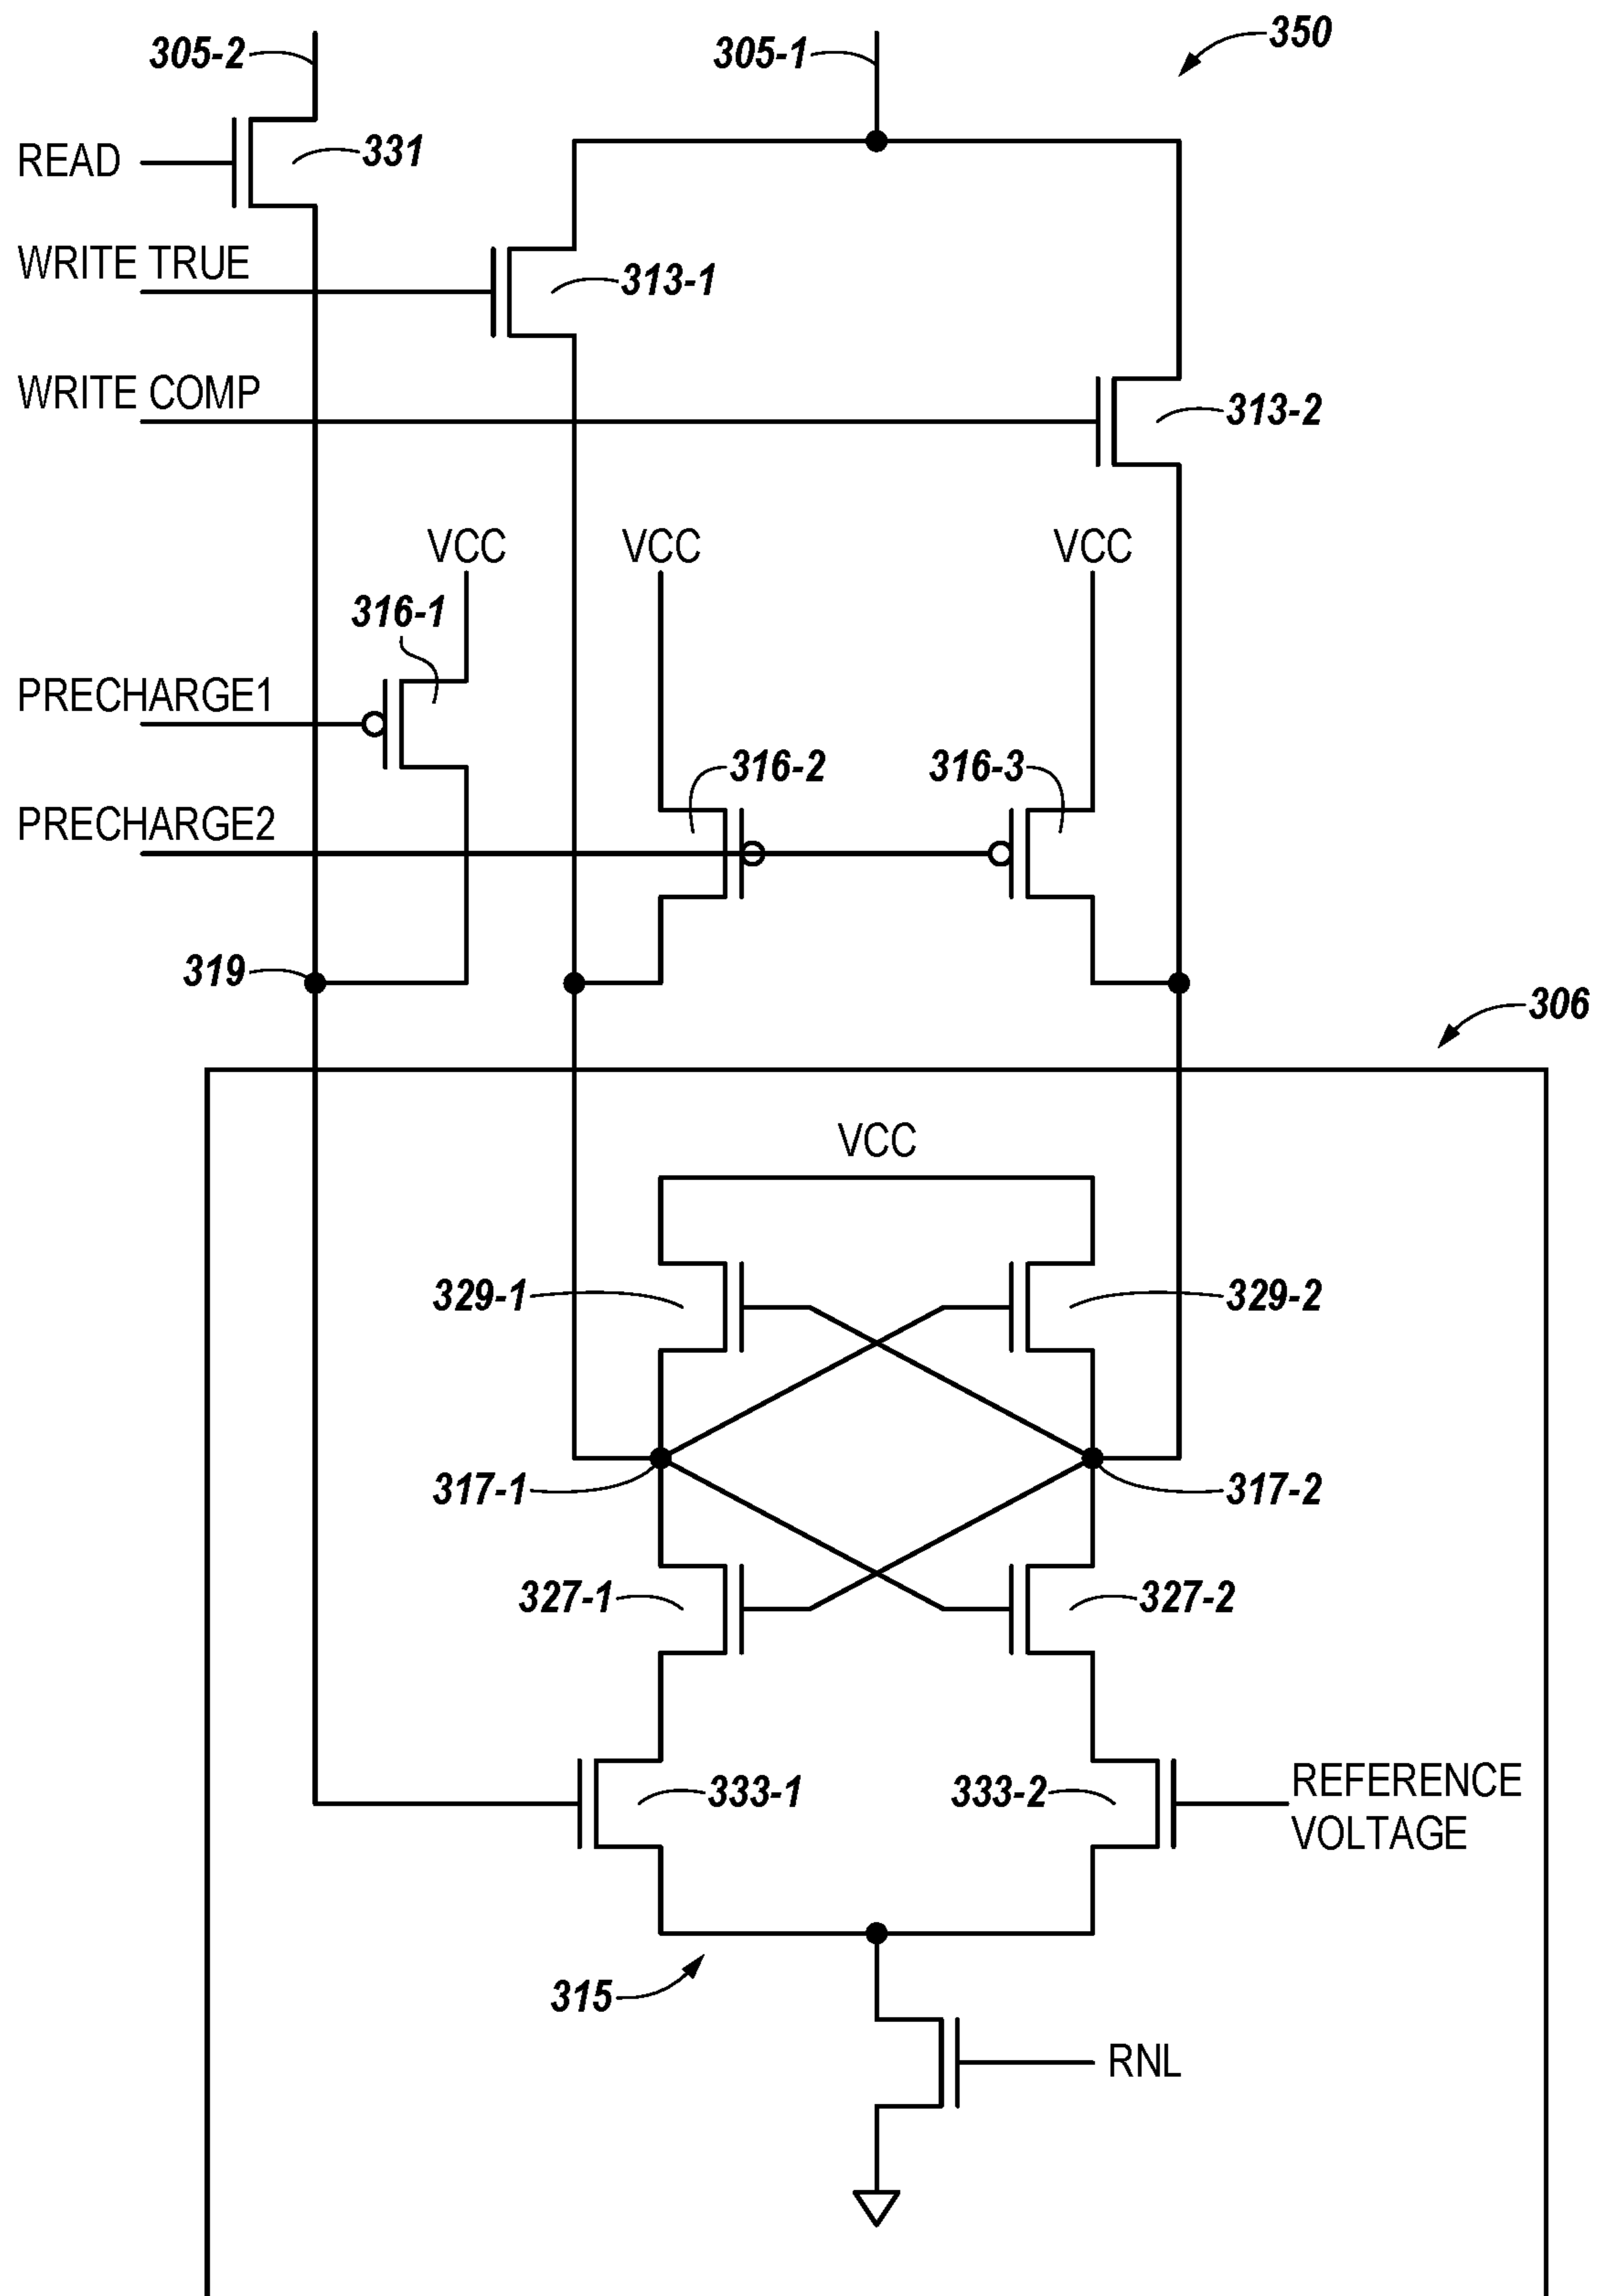 350
305-2
305-1
READ
331
WRITE TRUE
313-1
WRITE COMP
313-2
VCC
VCC
VCC
316-1
PRECHARGE1
316-2
316-3
PRECHARGE2
319
306
VCC
329-1
329-2
317-1
317-2
327-1
327-2
333-1
333-2
REFERENCE
VOLTAGE
315
RNL